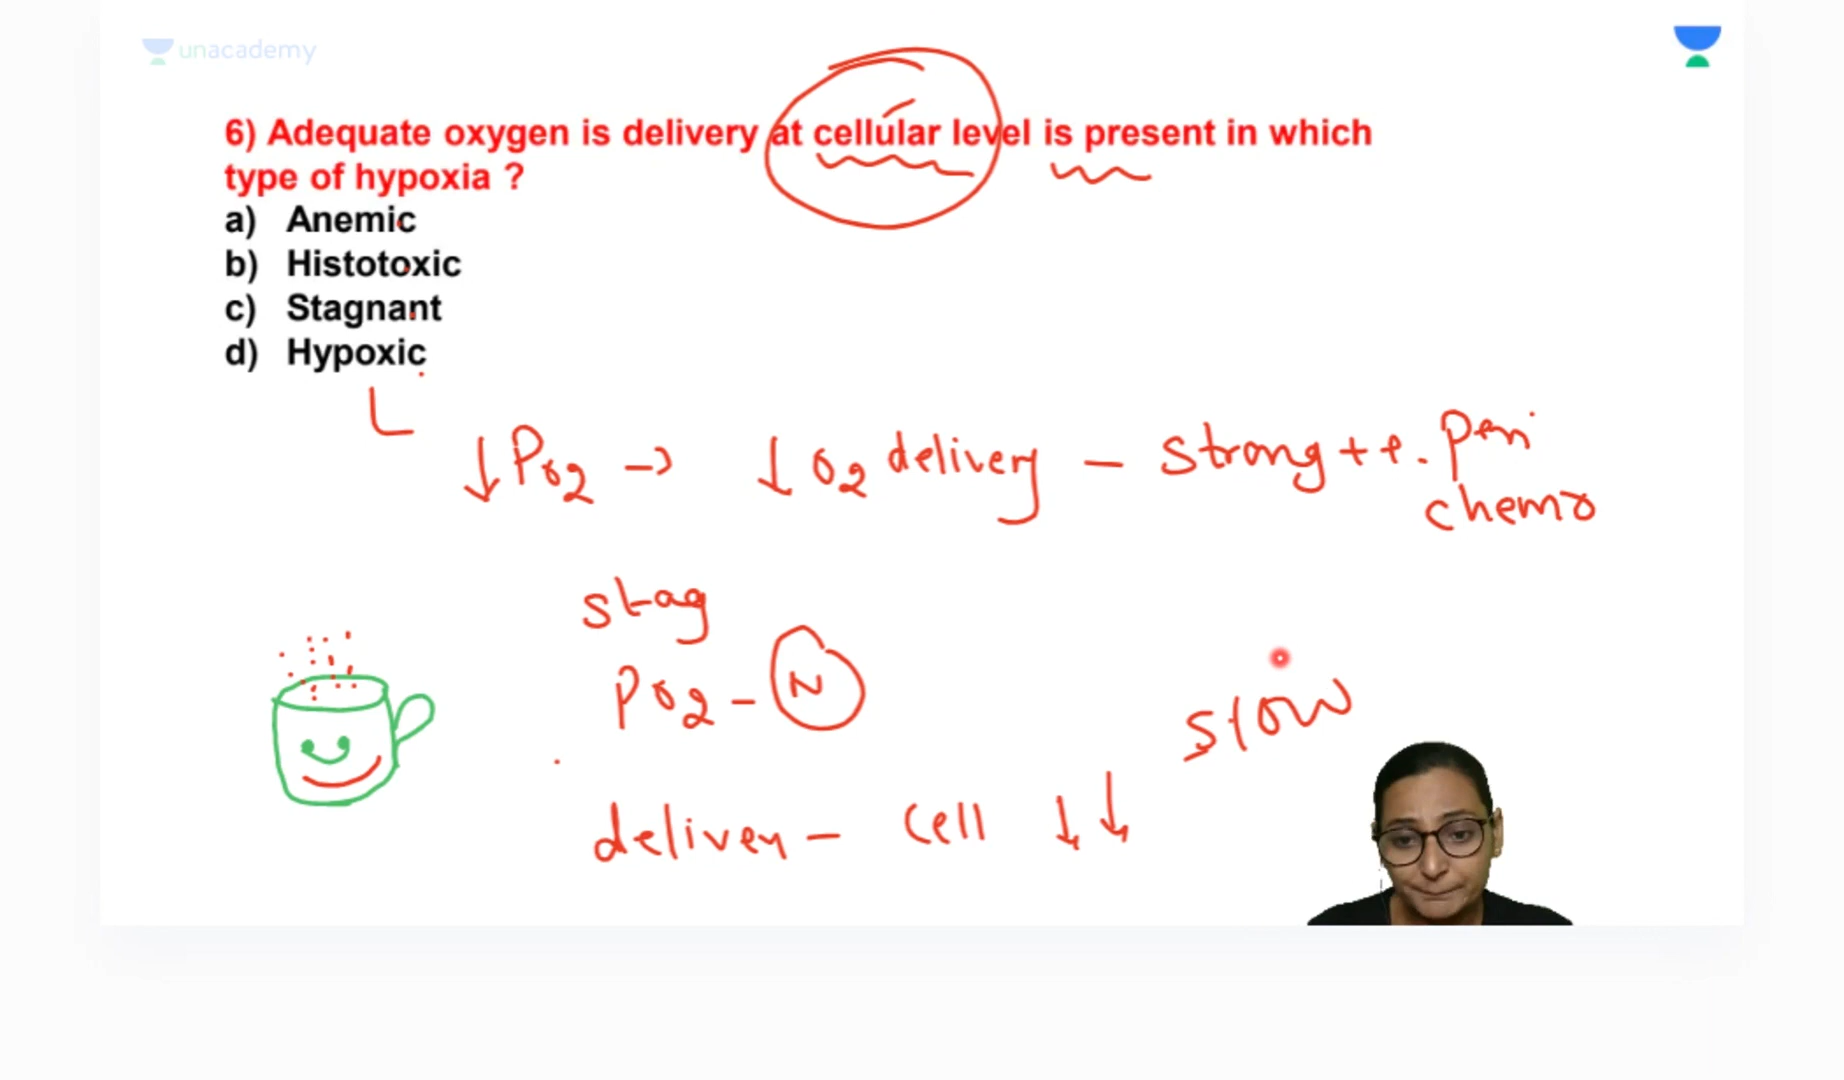 unacademy
6) Adequate oxygen is delivery at cellular level is present in which
type of hypoxia ?
a) Anemic
b) Histotoxic
c) Stagnant
d) Hypoxic
↓ PO2 → ↓ O2 delivery – strong ++. Peri
chemo
stag
PO2 – N
slow
delivery – cell ↓↓